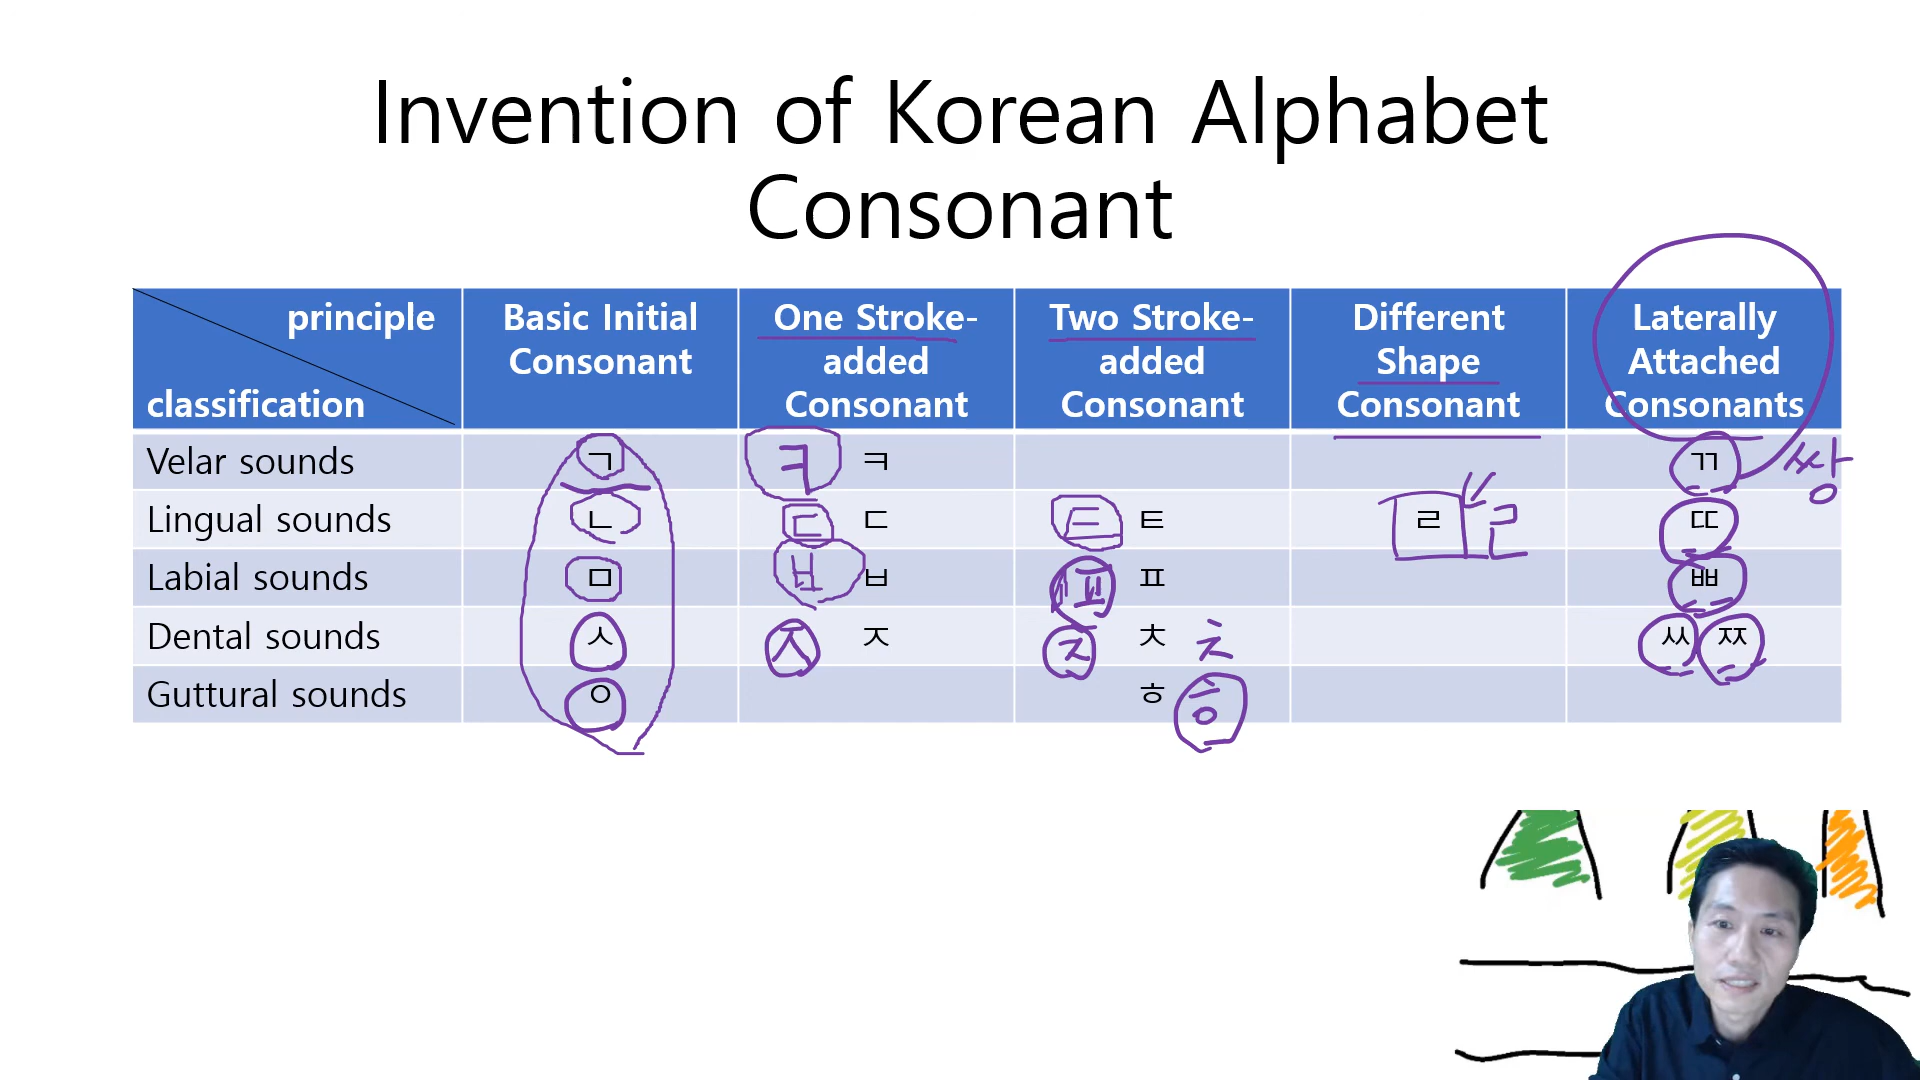 Invention of Korean Alphabet
Consonant
principle
classification
Basic Initial
Consonant
One Stroke-
added
Consonant
Two Stroke-
added
Consonant
Different
Shape
Consonant
Laterally
Attached
Consonants
Velar sounds ㄱ ㅋ ㅋ ㄲ 쌍
Lingual sounds ㄴ ㄷ ㄷ ㅌ ㅌ ㄹ ㄹ ㄸ
Labial sounds ㅁ ㅂ ㅂ ㅍ ㅍ ㅃ
Dental sounds ㅅ ㅈ ㅈ ㅊ ㅊ ㅊ ㅆ ㅉ
Guttural sounds ㅇ ㅎ ㅎ